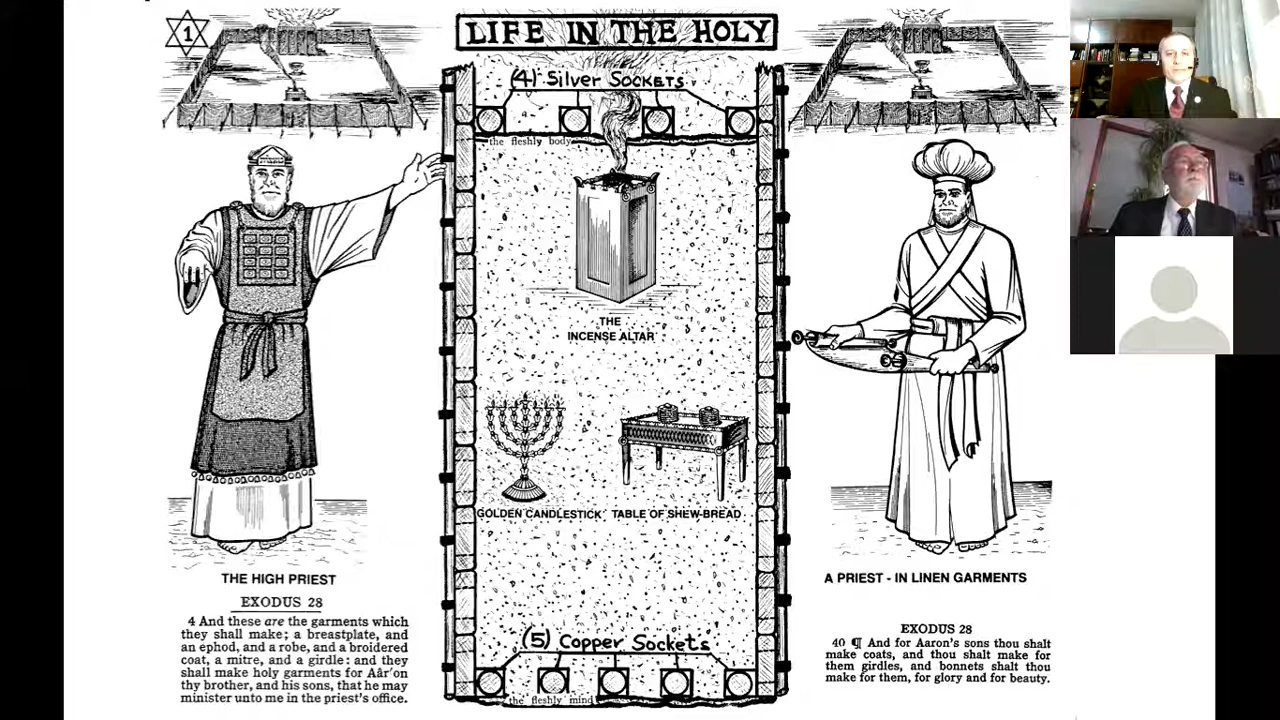 1
LIFE IN THE HOLY
(4) Silver Sockets
the fleshly body
THE
INCENSE ALTAR
GOLDEN CANDLESTICK
TABLE OF SHEW-BREAD
(5) Copper Sockets
the fleshly mind
THE HIGH PRIEST
EXODUS 28
4 And these are the garments which
they shall make; a breastplate, and
an ephod, and a robe, and a broidered
coat, a mitre, and a girdle: and they
shall make holy garments for Aâr´on
thy brother, and his sons, that he may
minister unto me in the priest's office.
A PRIEST - IN LINEN GARMENTS
EXODUS 28
40 ¶ And for Aaron's sons thou shalt
make coats, and thou shalt make for
them girdles, and bonnets shalt thou
make for them, for glory and for beauty.